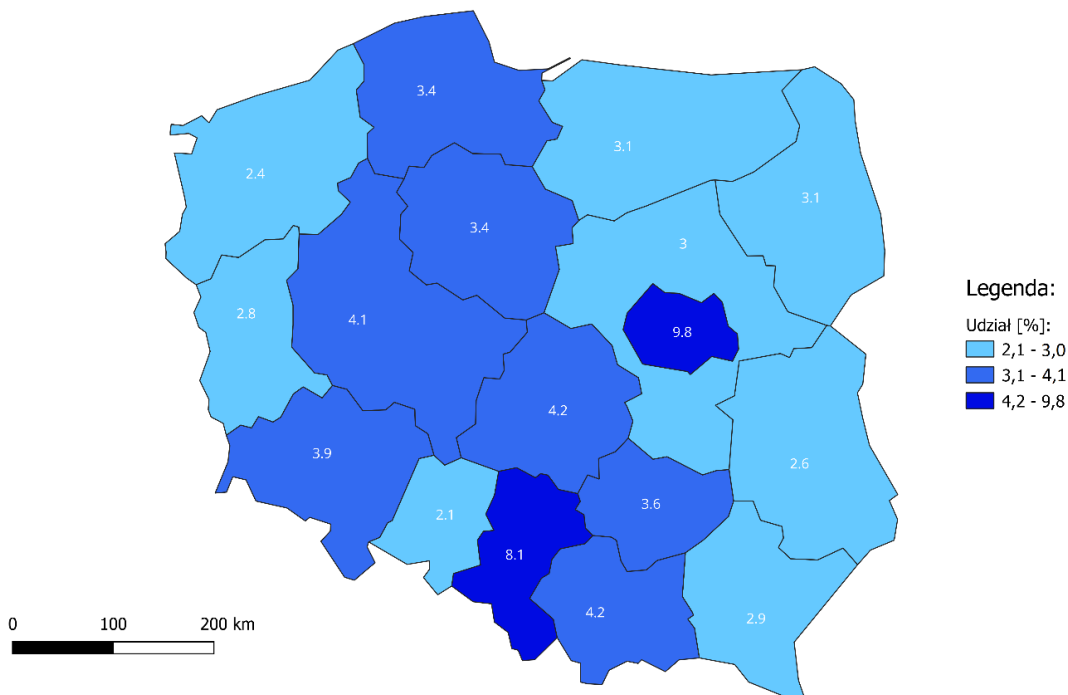 3.4
3.1
2.4
3.1
3.4
3
2.8
4.1
9.8
4.2
3.9
2.6
3.6
2.1
8.1
4.2
2.9
Legenda:
Udział [%]:
2,1 - 3,0
3,1 - 4,1
4,2 - 9,8
0 100 200 km